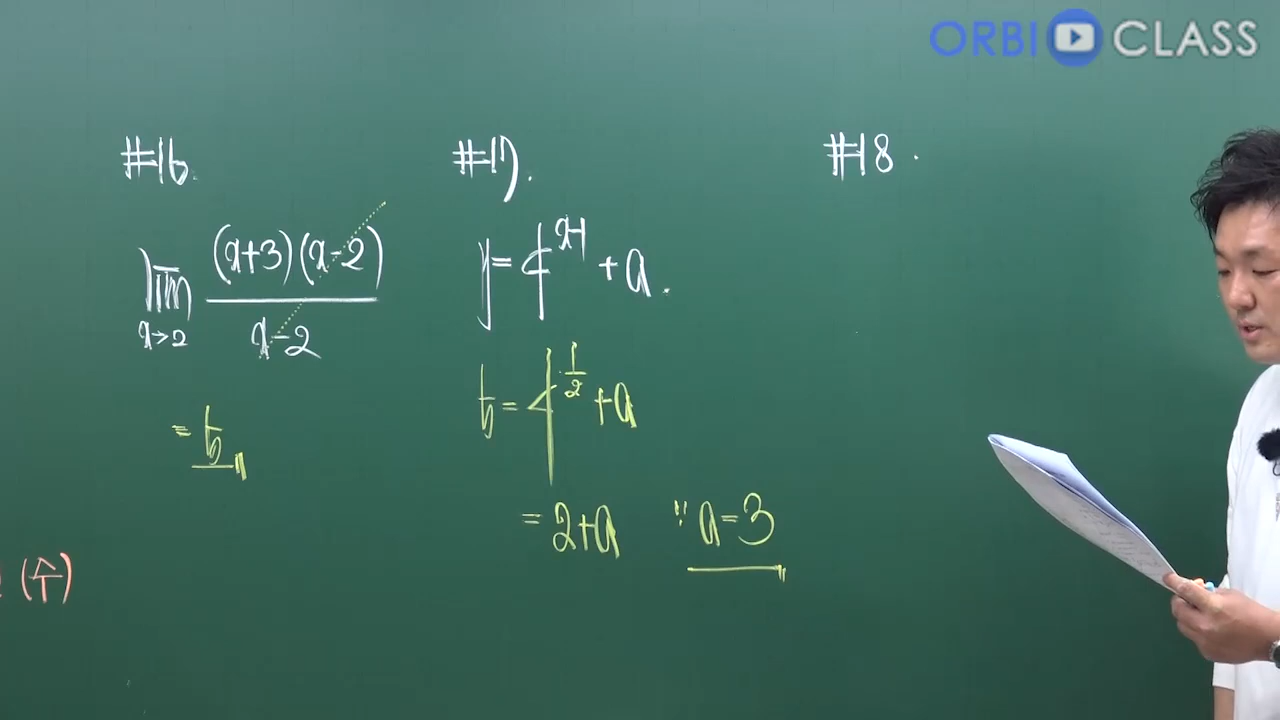 ORBI CLASS
#16.
lim x→2 (x+3)(x-2) / x-2
= 5
#17.
y = 4^{x-1} + a.
5 = 4^{1/2} + a
= 2+a ∵ a=3
#18.
(수)